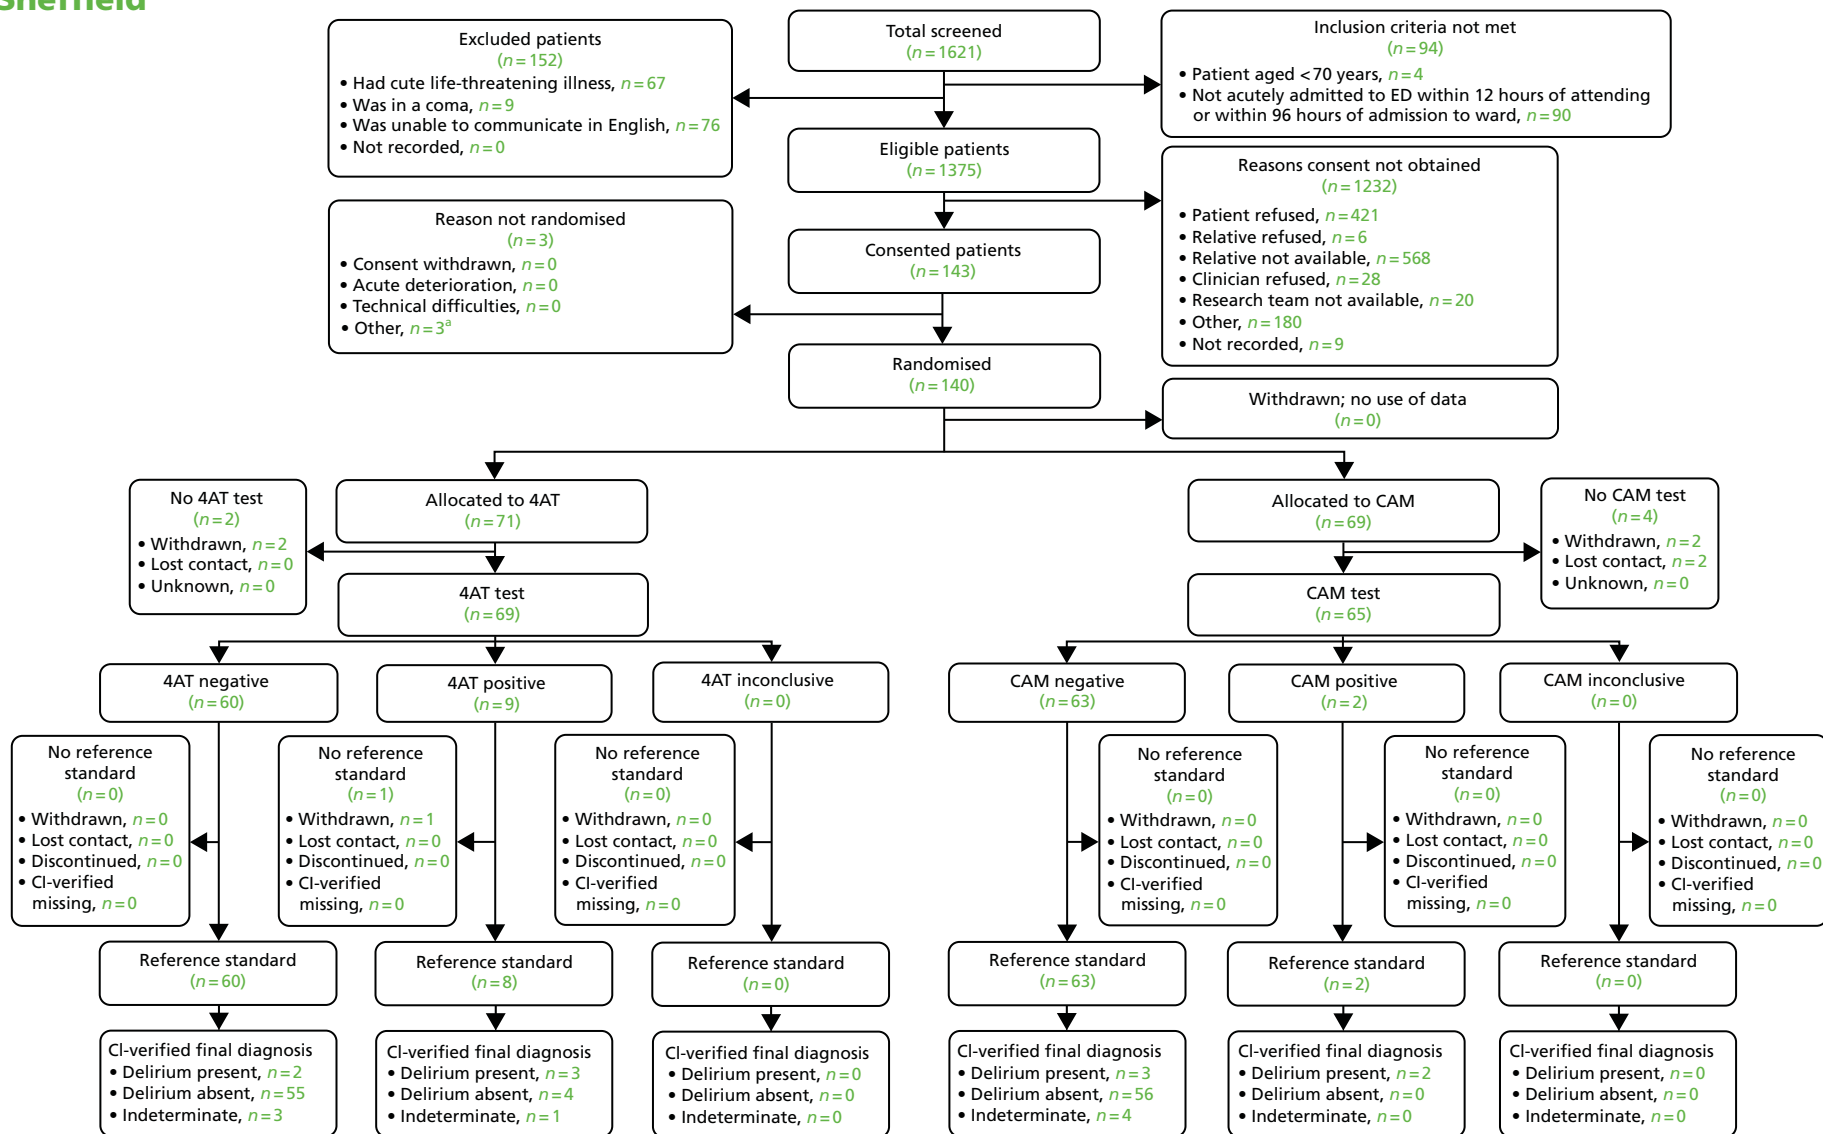 Sheffield
Total screened
(n=1621)
Excluded patients
(n=152)
• Had cute life-threatening illness, n=67
• Was in a coma, n=9
• Was unable to communicate in English, n=76
• Not recorded, n=0
Inclusion criteria not met
(n=94)
• Patient aged <70 years, n=4
• Not acutely admitted to ED within 12 hours of attending
or within 96 hours of admission to ward, n=90
Eligible patients
(n=1375)
Reasons consent not obtained
(n=1232)
• Patient refused, n=421
• Relative refused, n=6
• Relative not available, n=568
• Clinician refused, n=28
• Research team not available, n=20
• Other, n=180
• Not recorded, n=9
Consented patients
(n=143)
Reason not randomised
(n=3)
• Consent withdrawn, n=0
• Acute deterioration, n=0
• Technical difficulties, n=0
• Other, n=3a
Randomised
(n=140)
Withdrawn; no use of data
(n=0)
No 4AT test
(n=2)
• Withdrawn, n=2
• Lost contact, n=0
• Unknown, n=0
Allocated to 4AT
(n=71)
Allocated to CAM
(n=69)
No CAM test
(n=4)
• Withdrawn, n=2
• Lost contact, n=2
• Unknown, n=0
4AT test
(n=69)
CAM test
(n=65)
4AT negative
(n=60)
4AT positive
(n=9)
4AT inconclusive
(n=0)
CAM negative
(n=63)
CAM positive
(n=2)
CAM inconclusive
(n=0)
No reference
standard
(n=0)
• Withdrawn, n=0
• Lost contact, n=0
• Discontinued, n=0
• CI-verified
missing, n=0
No reference
standard
(n=1)
• Withdrawn, n=1
• Lost contact, n=0
• Discontinued, n=0
• CI-verified
missing, n=0
No reference
standard
(n=0)
• Withdrawn, n=0
• Lost contact, n=0
• Discontinued, n=0
• CI-verified
missing, n=0
No reference
standard
(n=0)
• Withdrawn, n=0
• Lost contact, n=0
• Discontinued, n=0
• CI-verified
missing, n=0
No reference
standard
(n=0)
• Withdrawn, n=0
• Lost contact, n=0
• Discontinued, n=0
• CI-verified
missing, n=0
No reference
standard
(n=0)
• Withdrawn, n=0
• Lost contact, n=0
• Discontinued, n=0
• CI-verified
missing, n=0
Reference standard
(n=60)
Reference standard
(n=8)
Reference standard
(n=0)
Reference standard
(n=63)
Reference standard
(n=2)
Reference standard
(n=0)
CI-verified final diagnosis
• Delirium present, n=2
• Delirium absent, n=55
• Indeterminate, n=3
CI-verified final diagnosis
• Delirium present, n=3
• Delirium absent, n=4
• Indeterminate, n=1
CI-verified final diagnosis
• Delirium present, n=0
• Delirium absent, n=0
• Indeterminate, n=0
CI-verified final diagnosis
• Delirium present, n=3
• Delirium absent, n=56
• Indeterminate, n=4
CI-verified final diagnosis
• Delirium present, n=2
• Delirium absent, n=0
• Indeterminate, n=0
CI-verified final diagnosis
• Delirium present, n=0
• Delirium absent, n=0
• Indeterminate, n=0